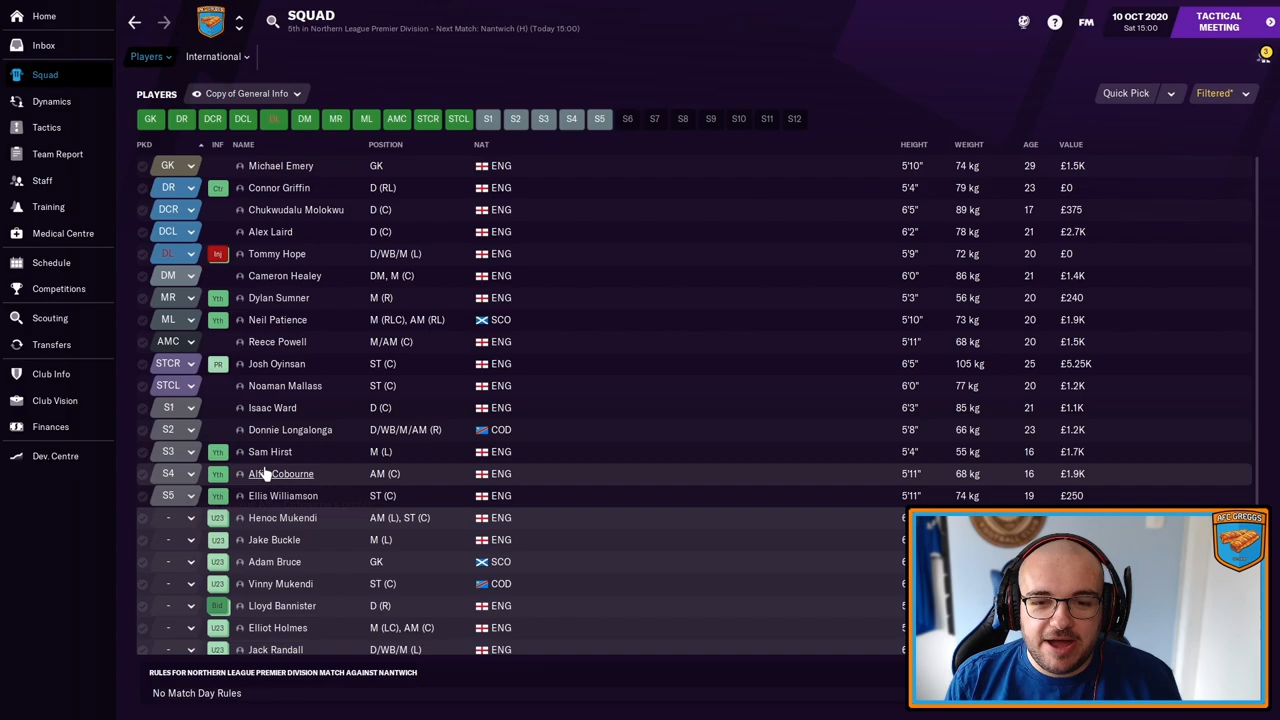 Home
Inbox
Squad
Dynamics
Tactics
Team Report
Staff
Training
Medical Centre
Schedule
Competitions
Scouting
Transfers
Club Info
Club Vision
Finances
Dev. Centre
SQUAD
5th in Northern League Premier Division - Next Match: Nantwich (H) (Today 15:00)
FM
10 OCT 2020
Sat 15:00
TACTICAL MEETING
3
Players
International
PLAYERS
Copy of General Info
Quick Pick
Filtered*
GK DR DCR DCL DL DM MR ML AMC STCR STCL S1 S2 S3 S4 S5 S6 S7 S8 S9 S10 S11 S12
PKD INF NAME POSITION NAT HEIGHT WEIGHT AGE VALUE
GK Michael Emery GK ENG 5'10" 74 kg 29 £1.5K
DR Ctr Connor Griffin D (RL) ENG 5'4" 79 kg 23 £0
DCR Chukwudalu Molokwu D (C) ENG 6'5" 89 kg 17 £375
DCL Alex Laird D (C) ENG 6'2" 78 kg 21 £2.7K
DL Inj Tommy Hope D/WB/M (L) ENG 5'9" 72 kg 20 £0
DM Cameron Healey DM, M (C) ENG 6'0" 86 kg 21 £1.4K
MR Yth Dylan Sumner M (R) ENG 5'3" 56 kg 20 £240
ML Yth Neil Patience M (RLC), AM (RL) SCO 5'10" 73 kg 20 £1.9K
AMC Reece Powell M/AM (C) ENG 5'11" 68 kg 20 £1.5K
STCR PR Josh Oyinsan ST (C) ENG 6'5" 105 kg 25 £5.25K
STCL Noaman Mallass ST (C) ENG 6'0" 77 kg 20 £1.2K
S1 Isaac Ward D (C) ENG 6'3" 85 kg 21 £1.1K
S2 Donnie Longalonga D/WB/M/AM (R) COD 5'8" 66 kg 23 £1.2K
S3 Yth Sam Hirst M (L) ENG 5'4" 55 kg 16 £1.7K
S4 Yth Cobourne AM (C) ENG 5'11" 68 kg 16 £1.9K
S5 Yth Ellis Williamson ST (C) ENG 5'11" 74 kg 19 £250
- U23 Henoc Mukendi AM (L), ST (C) ENG
- U23 Jake Buckle M (L) ENG
- U23 Adam Bruce GK SCO
- U23 Vinny Mukendi ST (C) COD
- Bid Lloyd Bannister D (R) ENG
- U23 Elliot Holmes M (LC), AM (C) ENG
- U23 Jack Randall D/WB/M (L) ENG
AFC GREGGS
RULES FOR NORTHERN LEAGUE PREMIER DIVISION MATCH AGAINST NANTWICH
No Match Day Rules